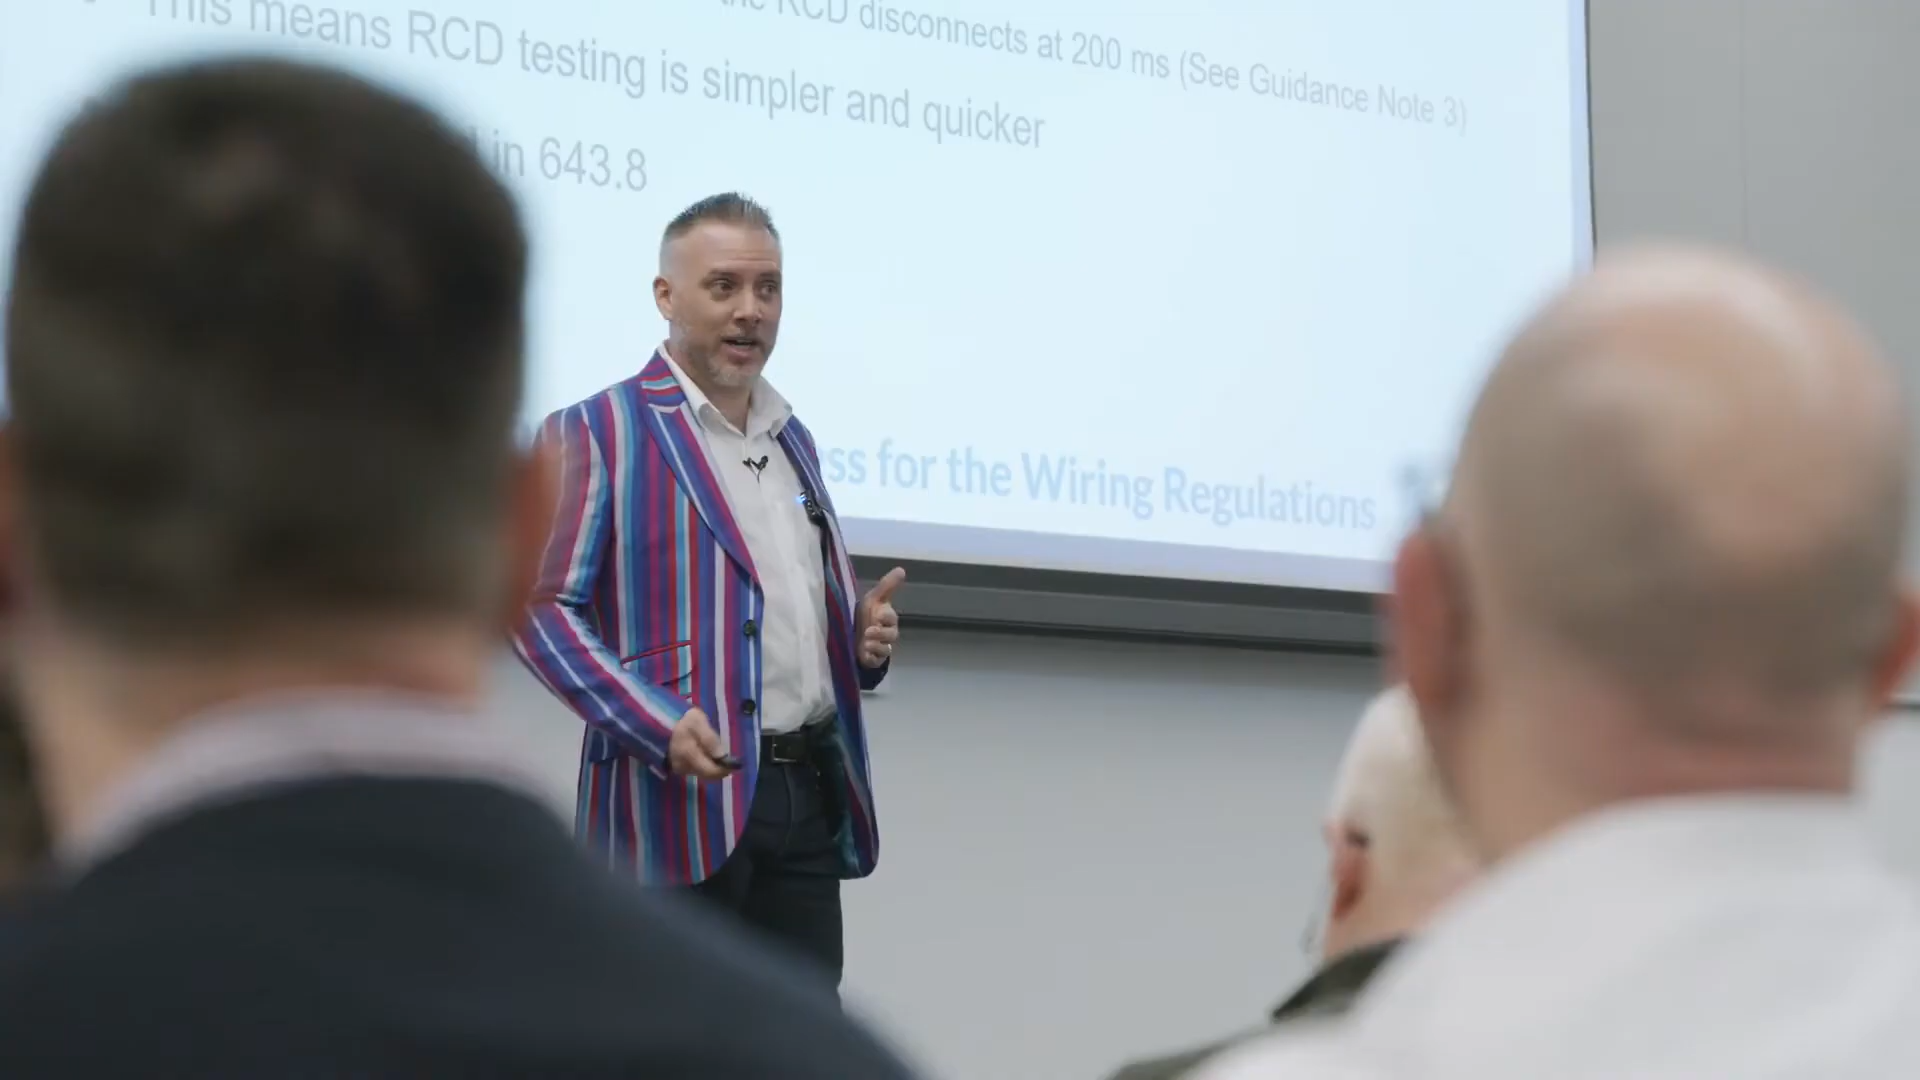 the RCD disconnects at 200 ms (See Guidance Note 3)
This means RCD testing is simpler and quicker
in 643.8
for the Wiring Regulations